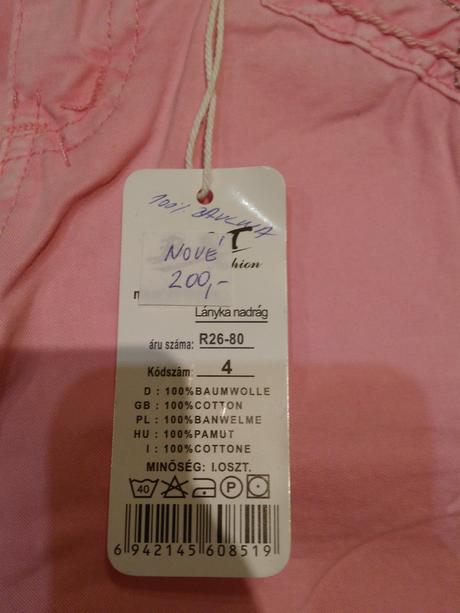 100% BAVLNA
T
NOVÉ
200,-
hion
Lányka nadrág
áru száma: R26-80
Kódszám: 4
D : 100%BAUMWOLLE
GB : 100%COTTON
PL : 100%BANWELME
HU : 100%PAMUT
I : 100%COTTONE
MINŐSÉG: I.OSZT.
40 P
6 942145 608519